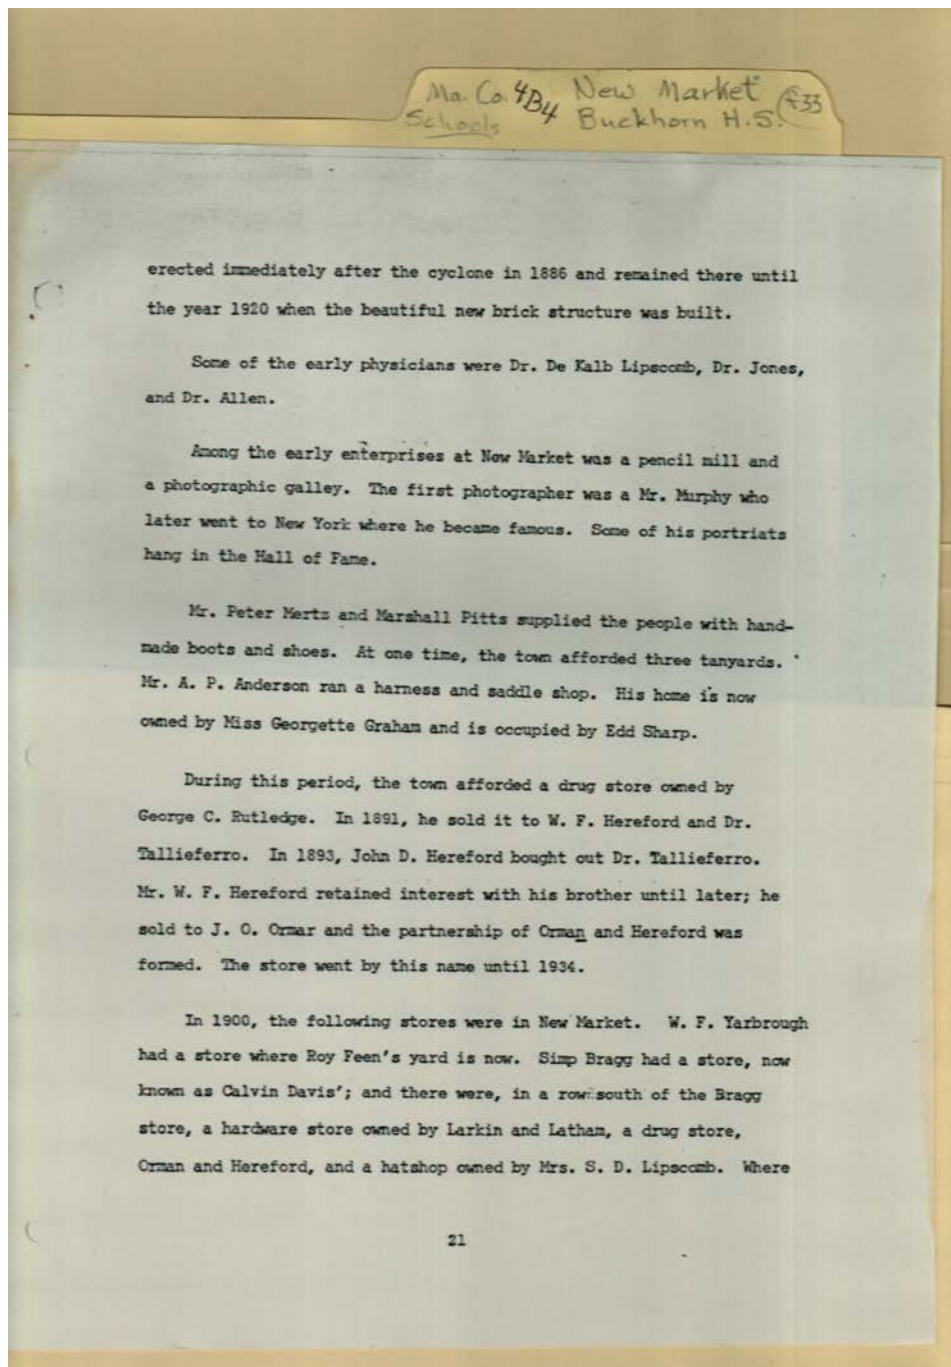 Ma. Co. 4B4 New Market f33
Schools Buckhorn H.S.
erected immediately after the cyclone in 1886 and remained there until
the year 1920 when the beautiful new brick structure was built.
Some of the early physicians were Dr. De Kalb Lipscomb, Dr. Jones,
and Dr. Allen.
Among the early enterprises at New Market was a pencil mill and
a photographic galley. The first photographer was a Mr. Murphy who
later went to New York where he became famous. Some of his portriats
hang in the Hall of Fame.
Mr. Peter Mertz and Marshall Pitts supplied the people with hand-
made boots and shoes. At one time, the town afforded three tanyards.
Mr. A. P. Anderson ran a harness and saddle shop. His home is now
owned by Miss Georgette Graham and is occupied by Edd Sharp.
During this period, the town afforded a drug store owned by
George C. Rutledge. In 1891, he sold it to W. F. Hereford and Dr.
Tallieferro. In 1893, John D. Hereford bought out Dr. Tallieferro.
Mr. W. F. Hereford retained interest with his brother until later; he
sold to J. O. Ormar and the partnership of Orman and Hereford was
formed. The store went by this name until 1934.
In 1900, the following stores were in New Market. W. F. Yarbrough
had a store where Roy Feen's yard is now. Simp Bragg had a store, now
known as Calvin Davis'; and there were, in a row south of the Bragg
store, a hardware store owned by Larkin and Latham, a drug store,
Orman and Hereford, and a hatshop owned by Mrs. S. D. Lipscomb. Where
21